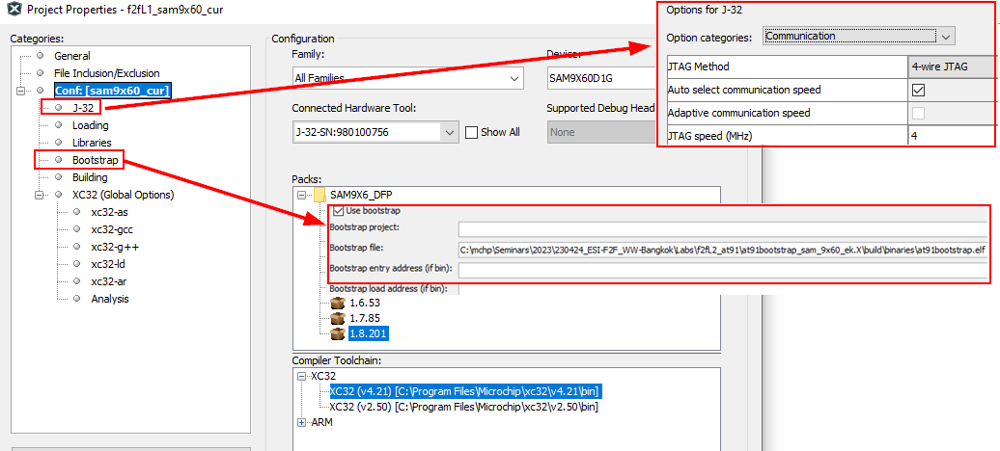 Project Properties - f2fL1_sam9x60_cur
Categories:
General
File Inclusion/Exclusion
Conf: [sam9x60_cur]
J-32
Loading
Libraries
Bootstrap
Building
XC32 (Global Options)
xc32-as
xc32-gcc
xc32-g++
xc32-ld
xc32-ar
Analysis
Configuration
Family:
Device:
All Families
SAM9X60D1G
Connected Hardware Tool:
Supported Debug Head
J-32-SN:980100756
Show All
None
Packs:
SAM9X6_DFP
Use bootstrap
Bootstrap project:
Bootstrap file:
C:\mchp\Seminars\2023\230424_ESI-F2F_WW-Bangkok\Labs\f2fL2_at91\at91bootstrap_sam_9x60_ek.X\build\binaries\at91bootstrap.elf
Bootstrap entry address (if bin):
Bootstrap load address (if bin):
1.6.53
1.7.85
1.8.201
Compiler Toolchain:
XC32
XC32 (v4.21) [C:\Program Files\Microchip\xc32\v4.21\bin]
XC32 (v2.50) [C:\Program Files\Microchip\xc32\v2.50\bin]
ARM
Options for J-32
Option categories:
Communication
JTAG Method
4-wire JTAG
Auto select communication speed
Adaptive communication speed
JTAG speed (MHz)
4